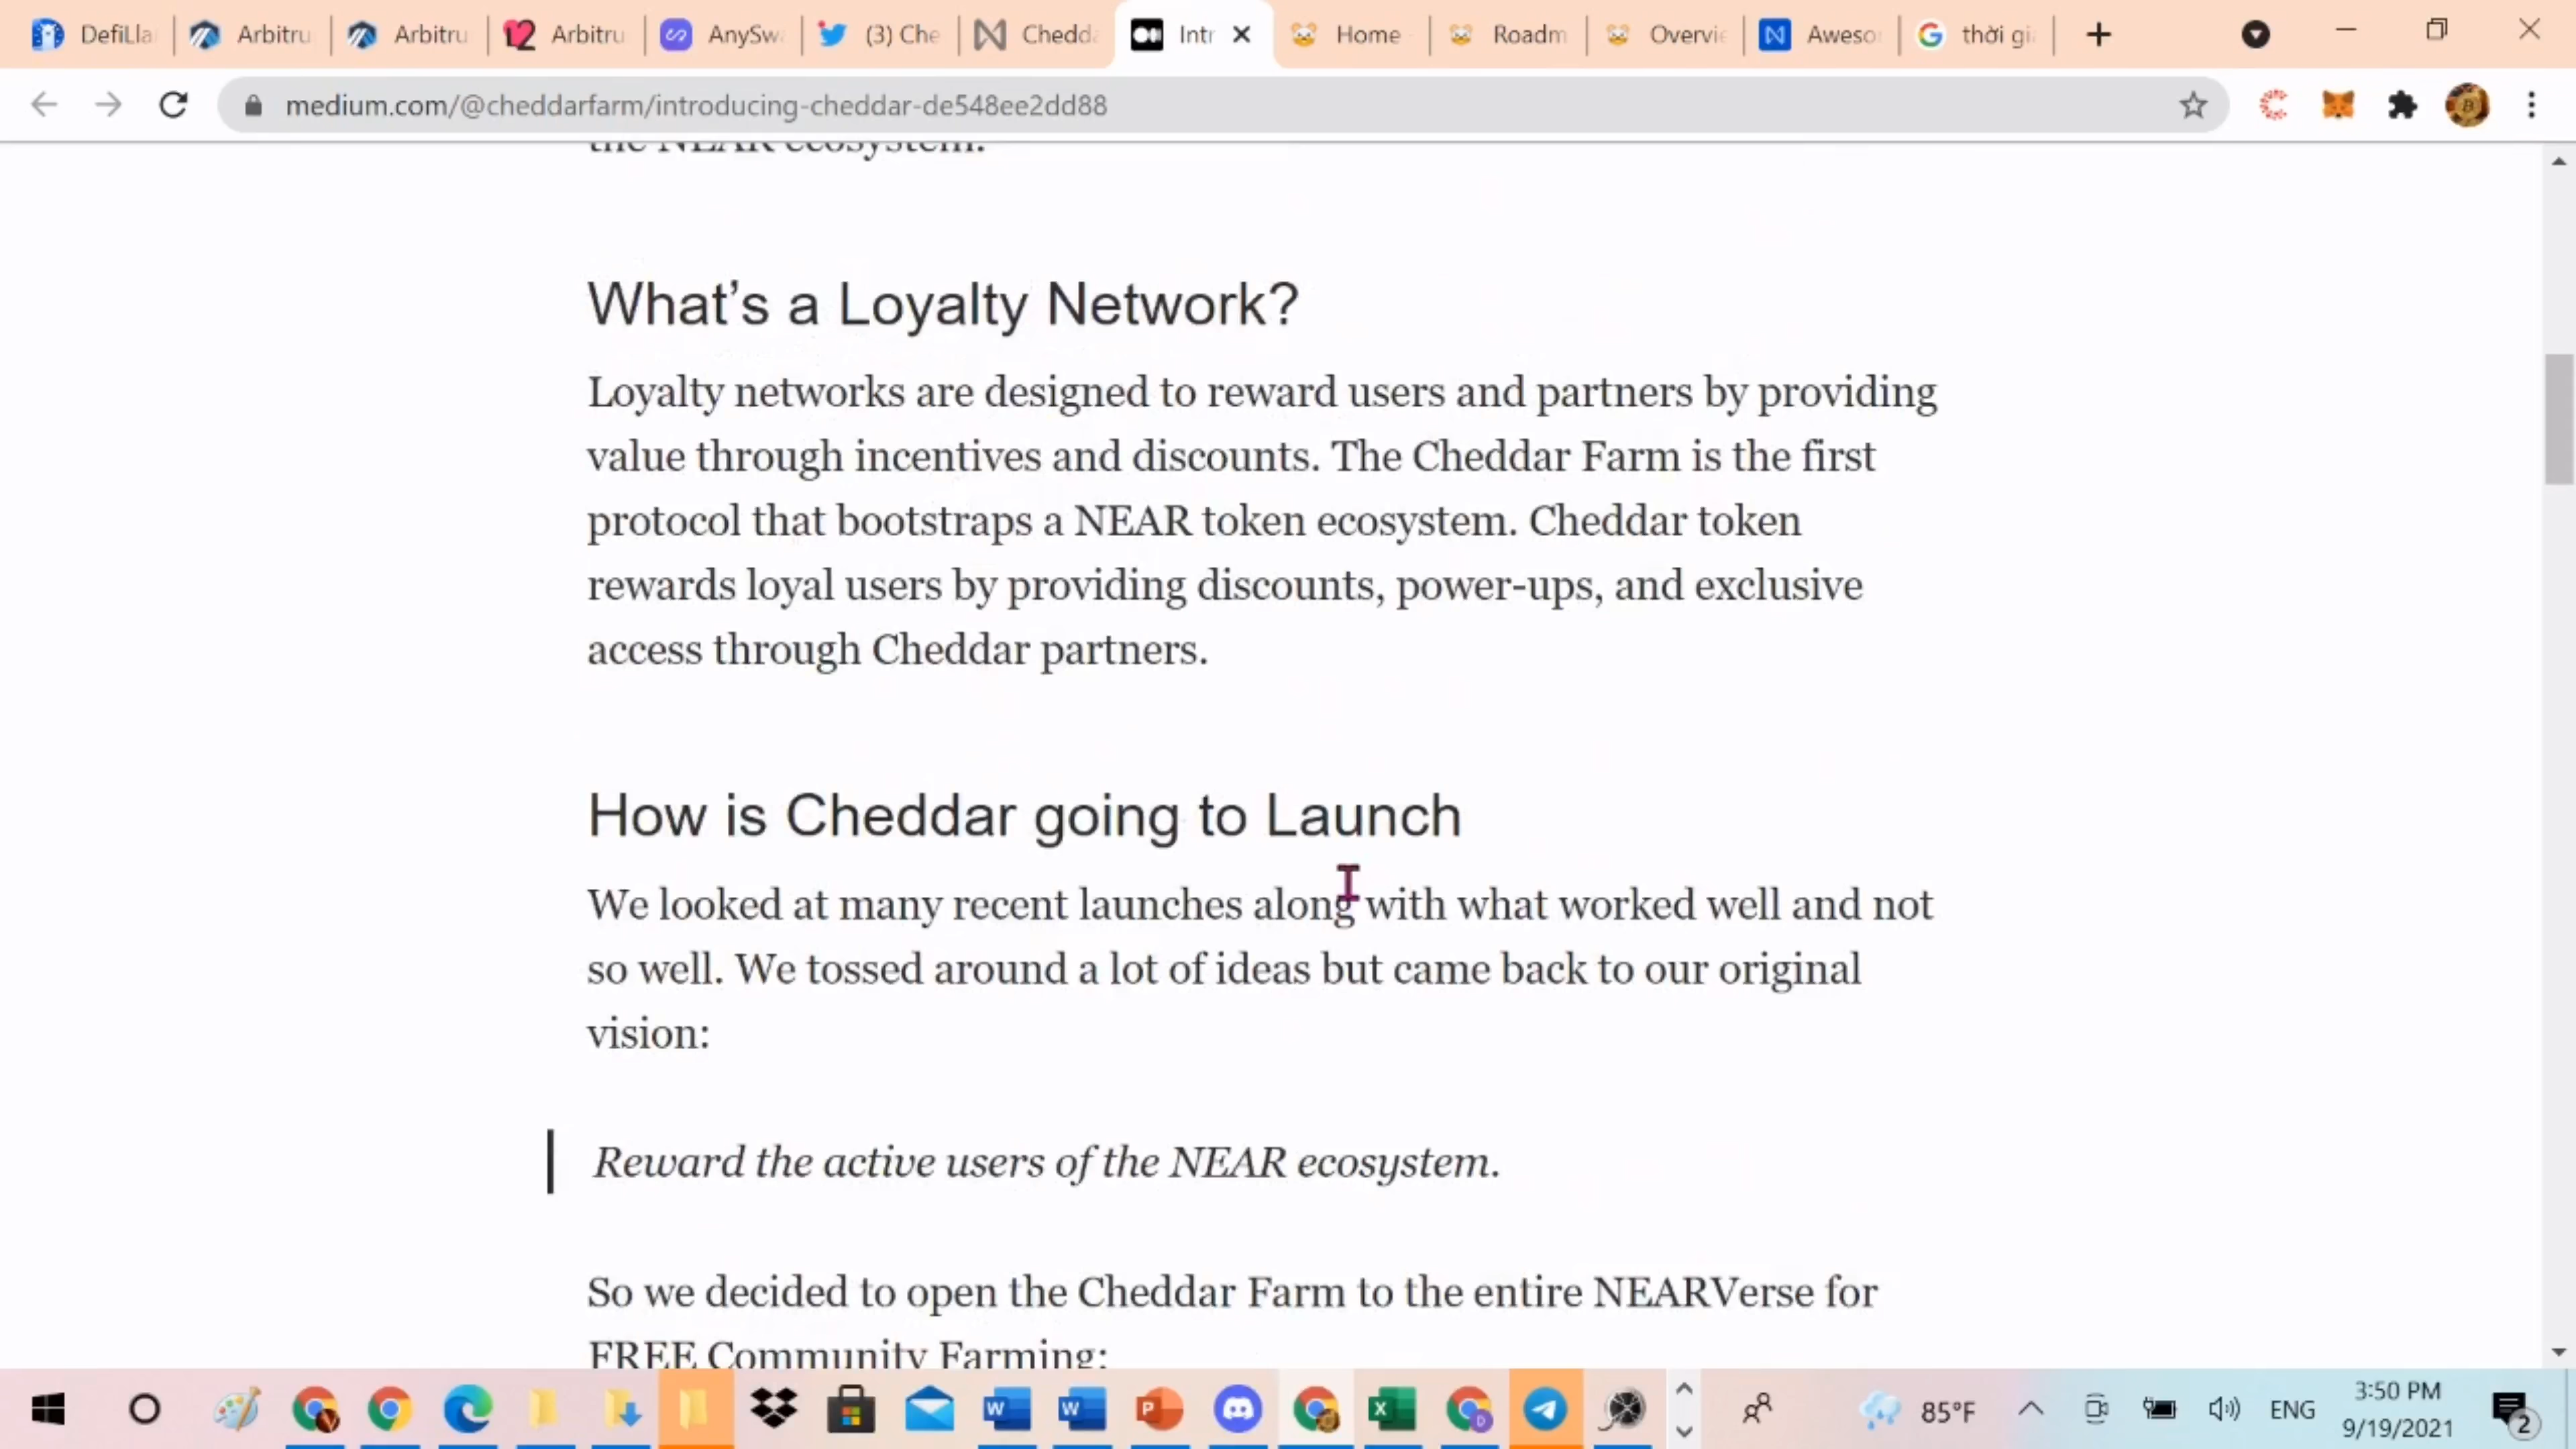 DefiLla
Arbitru
Arbitru
Arbitru
AnySw
(3) Che
Chedda
Intr
Home
Roadm
Overvie
Aweso
thời gi
medium.com/@cheddarfarm/introducing-cheddar-de548ee2dd88
the NEAR ecosystem.
What's a Loyalty Network?
Loyalty networks are designed to reward users and partners by providing
value through incentives and discounts. The Cheddar Farm is the first
protocol that bootstraps a NEAR token ecosystem. Cheddar token
rewards loyal users by providing discounts, power-ups, and exclusive
access through Cheddar partners.
How is Cheddar going to Launch
We looked at many recent launches along with what worked well and not
so well. We tossed around a lot of ideas but came back to our original
vision:
Reward the active users of the NEAR ecosystem.
So we decided to open the Cheddar Farm to the entire NEARVerse for
FREE Community Farming:
85°F
ENG
3:50 PM
9/19/2021
2